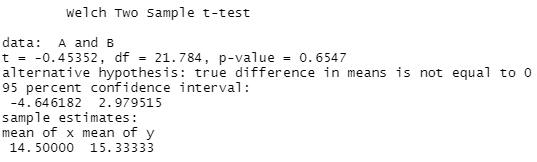 Welch Two Sample t-test
data:  A and B
t = -0.45352, df = 21.784, p-value = 0.6547
alternative hypothesis: true difference in means is not equal to 0
95 percent confidence interval:
 -4.646182  2.979515
sample estimates:
mean of x mean of y
 14.50000  15.33333